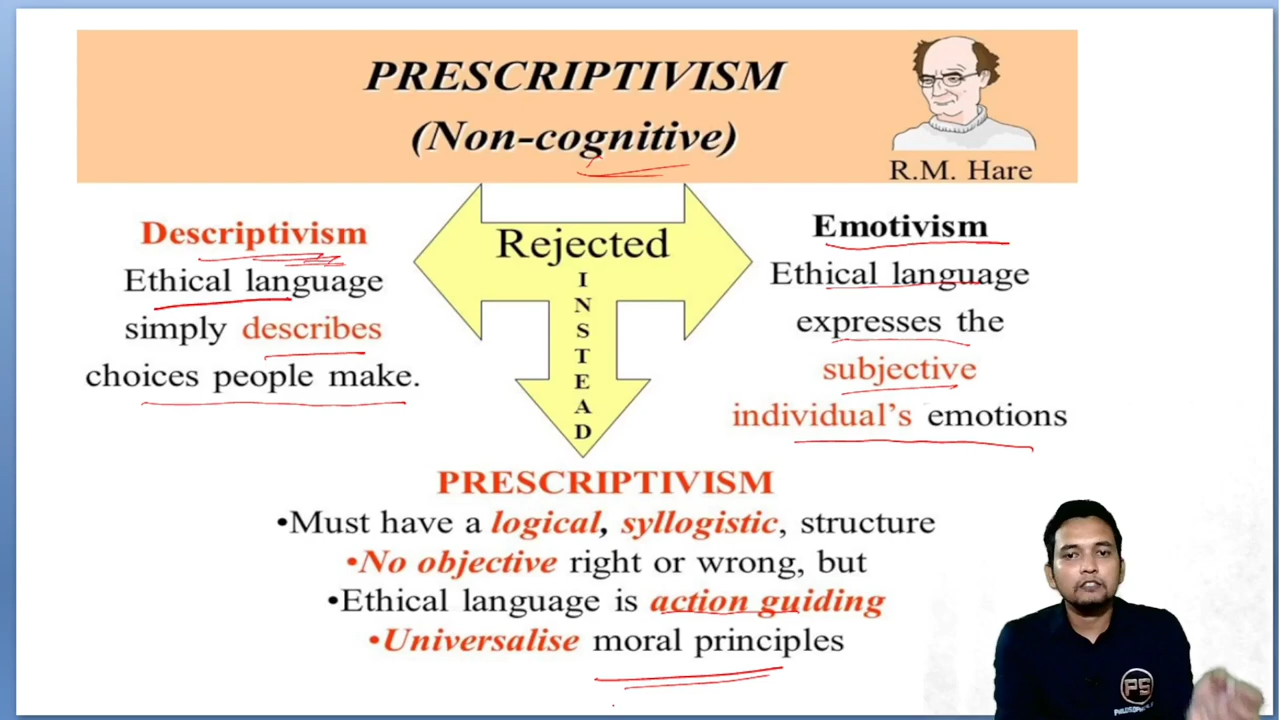 PRESCRIPTIVISM
(Non-cognitive)
R.M. Hare
Descriptivism
Ethical language
simply describes
choices people make.
Rejected
I
N
S
T
E
A
D
Emotivism
Ethical language
expresses the
subjective
individual’s emotions
PRESCRIPTIVISM
•Must have a logical, syllogistic, structure
•No objective right or wrong, but
•Ethical language is action guiding
•Universalise moral principles
PS